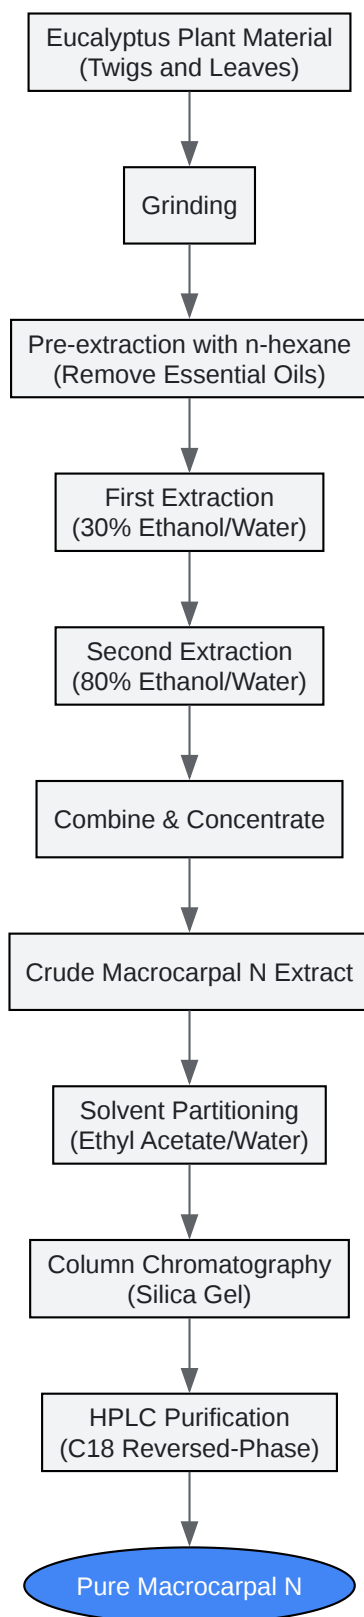 Eucalyptus Plant Material
(Twigs and Leaves)
Grinding
Pre-extraction with n-hexane
(Remove Essential Oils)
First Extraction
(30% Ethanol/Water)
Second Extraction
(80% Ethanol/Water)
Combine & Concentrate
Crude Macrocarpal N Extract
Solvent Partitioning
(Ethyl Acetate/Water)
Column Chromatography
(Silica Gel)
HPLC Purification
(C18 Reversed-Phase)
Pure Macrocarpal N